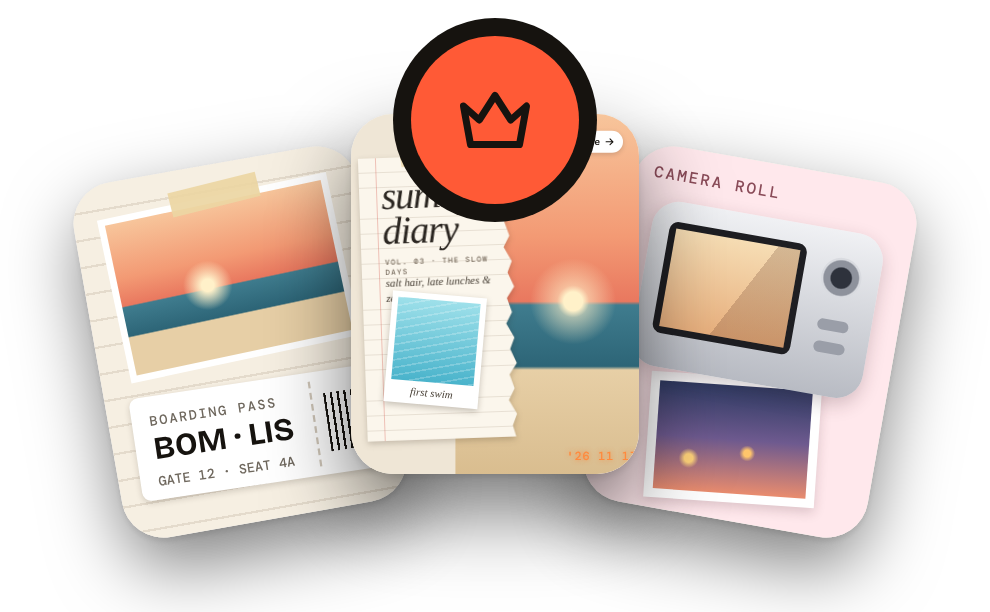 BOARDING PASS
BOM · LIS
GATE 12 · SEAT 4A
diary
VOL. 03 · THE SLOW
DAYS
salt hair, late lunches &
first swim
'26 11
CAMERA ROLL